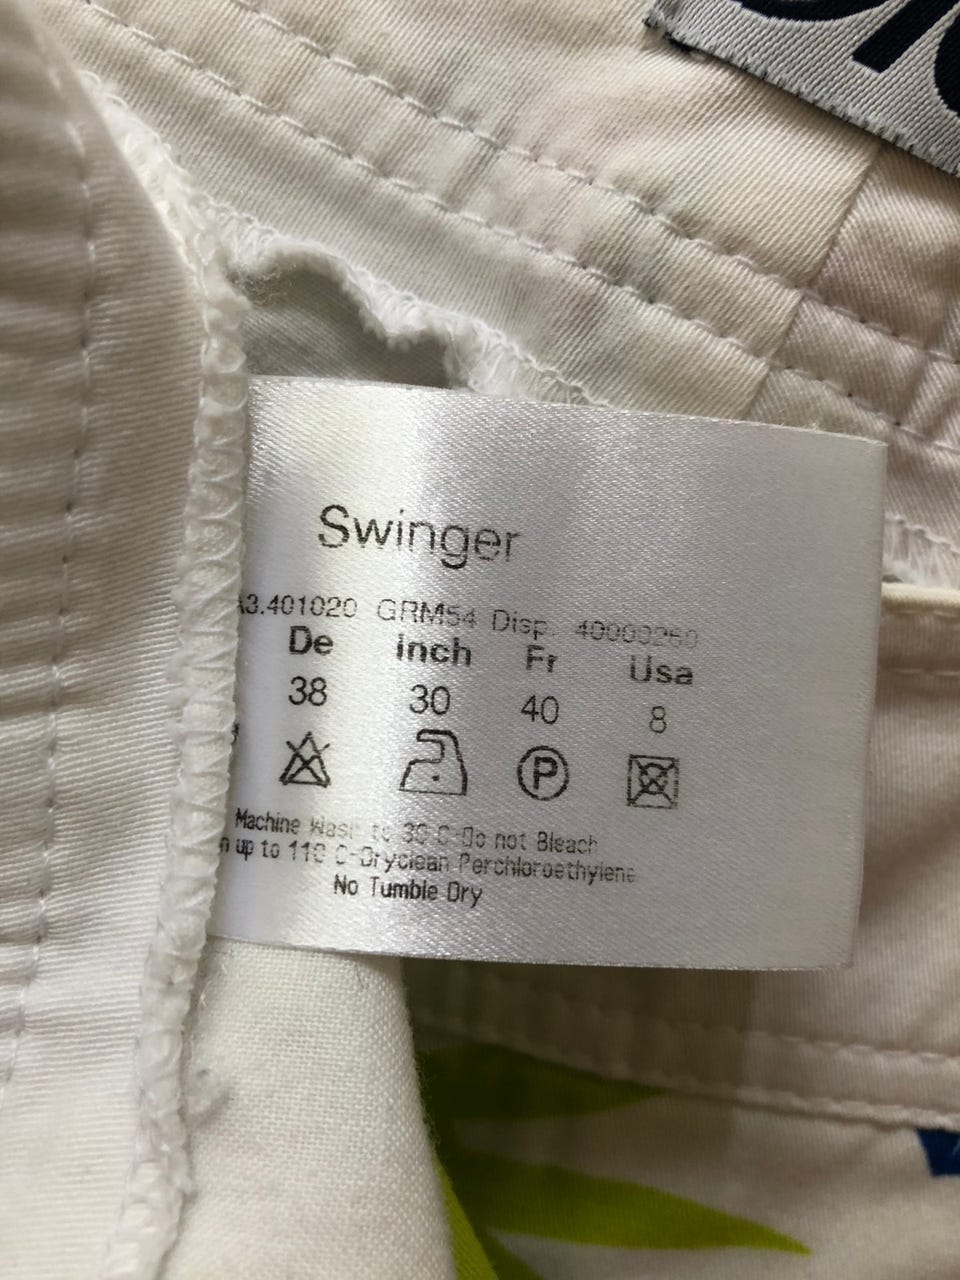 Swinger
A3.401020 GRM54 Disp. 40000250
De Inch Fr Usa
38 30 40 8
P
Machine Wash to 30 C-Do not Bleach
n up to 110 C-Dryclean Perchloroethylene
No Tumble Dry